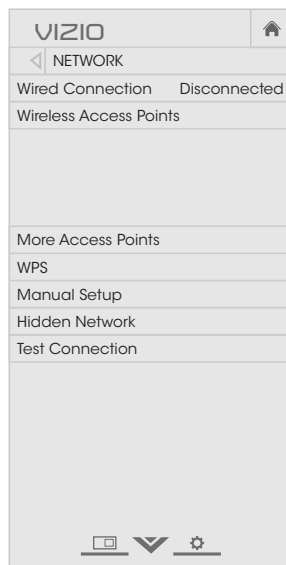 VIZIO
NETWORK
Wired Connection Disconnected
Wireless Access Points
More Access Points
WPS
Manual Setup
Hidden Network
Test Connection